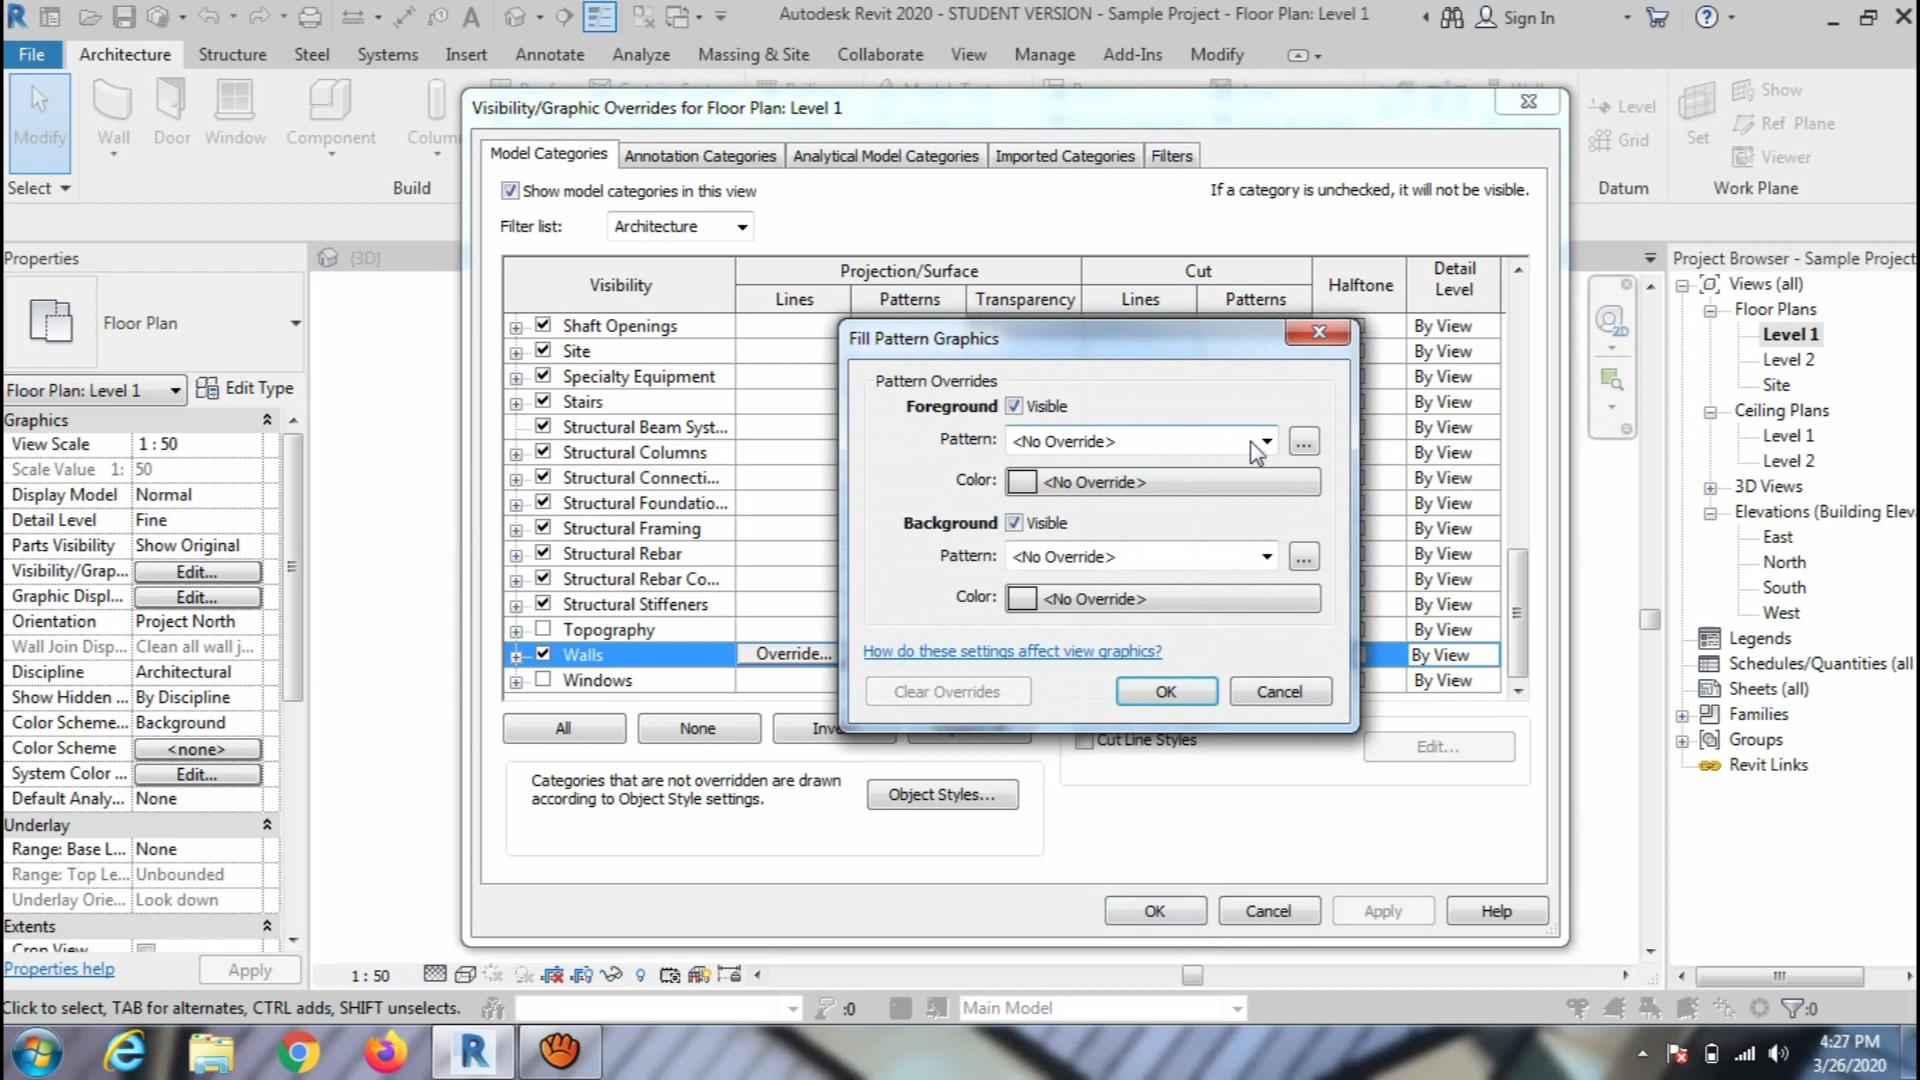 Autodesk Revit 2020 - STUDENT VERSION - Sample Project - Floor Plan: Level 1
Sign In
File
Architecture
Structure
Steel
Systems
Insert
Annotate
Analyze
Massing & Site
Collaborate
View
Manage
Add-Ins
Modify
Modify
Wall
Door
Window
Component
Colum
Level
Grid
Set
Show
Ref Plane
Viewer
Select
Build
Datum
Work Plane
Visibility/Graphic Overrides for Floor Plan: Level 1
Model Categories
Annotation Categories
Analytical Model Categories
Imported Categories
Filters
Show model categories in this view
If a category is unchecked, it will not be visible.
Filter list:
Architecture
Visibility
Projection/Surface
Cut
Halftone
Detail
Level
Lines
Patterns
Transparency
Lines
Patterns
Shaft Openings
By View
Site
By View
Specialty Equipment
By View
Stairs
By View
Structural Beam Syst...
By View
Structural Columns
By View
Structural Connecti...
By View
Structural Foundatio...
By View
Structural Framing
By View
Structural Rebar
By View
Structural Rebar Co...
By View
Structural Stiffeners
By View
Topography
By View
Walls
Override...
By View
Windows
By View
All
None
Inve
Cut Line Styles
Edit...
Categories that are not overridden are drawn
according to Object Style settings.
Object Styles...
OK
Cancel
Apply
Help
Fill Pattern Graphics
Pattern Overrides
Foreground
Visible
Pattern:
<No Override>
...
Color:
<No Override>
Background
Visible
Pattern:
<No Override>
...
Color:
<No Override>
How do these settings affect view graphics?
Clear Overrides
OK
Cancel
Properties
{3D}
Floor Plan
Floor Plan: Level 1
Edit Type
Graphics
View Scale
1 : 50
Scale Value 1:
50
Display Model
Normal
Detail Level
Fine
Parts Visibility
Show Original
Visibility/Grap...
Edit...
Graphic Displ...
Edit...
Orientation
Project North
Wall Join Disp...
Clean all wall j...
Discipline
Architectural
Show Hidden ...
By Discipline
Color Scheme...
Background
Color Scheme
<none>
System Color ...
Edit...
Default Analy...
None
Underlay
Range: Base L...
None
Range: Top Le...
Unbounded
Underlay Orie...
Look down
Extents
Crop View
Properties help
Apply
Project Browser - Sample Project
Views (all)
Floor Plans
Level 1
Level 2
Site
Ceiling Plans
Level 1
Level 2
3D Views
Elevations (Building Elev
East
North
South
West
Legends
Schedules/Quantities (all
Sheets (all)
Families
Groups
Revit Links
2D
1 : 50
Click to select, TAB for alternates, CTRL adds, SHIFT unselects.
:0
Main Model
:0
4:27 PM
3/26/2020